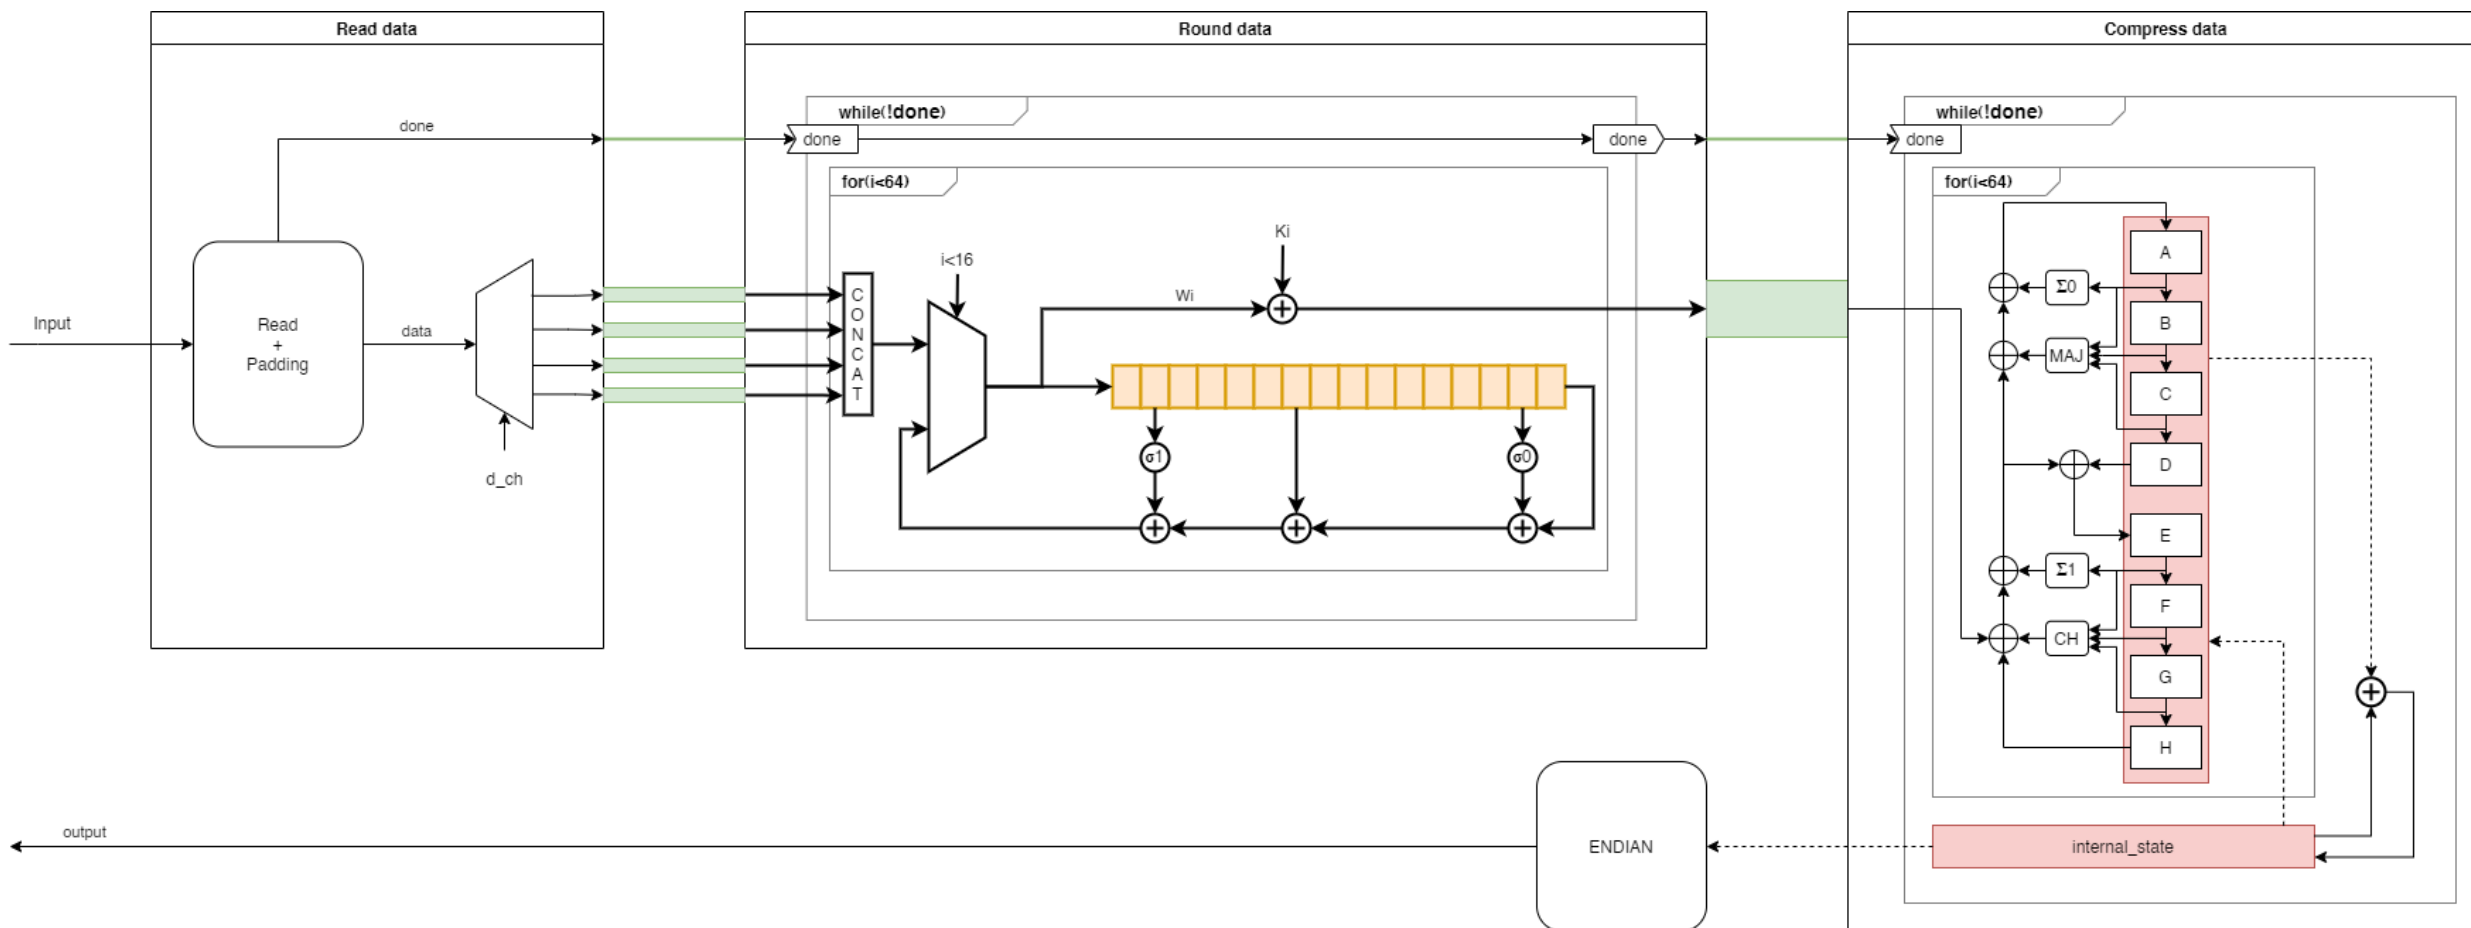 Read data
Round data
Compress data
while(!done)
while(!done)
done
done
done
done
for(i<64)
for(i<64)
Ki
i<16
A
Input
Read
+
Padding
data
C
O
N
C
A
T
Wi
Σ0
B
MAJ
C
σ1
σ0
D
d_ch
E
Σ1
F
CH
G
H
output
ENDIAN
internal_state